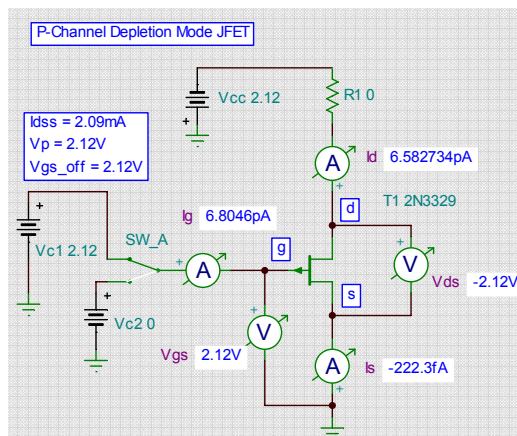 P-Channel Depletion Mode JFET
Vcc 2.12
+
R1 0
Idss = 2.09mA
Vp = 2.12V
Vgs_off = 2.12V
A
Id 6.582734pA
+
T1 2N3329
d
+
Vc1 2.12
SW_A
Ig 6.8046pA
+
A
g
+
V
Vds -2.12V
s
+
Vc2 0
+
V
Vgs 2.12V
+
A
Is -222.3fA
+